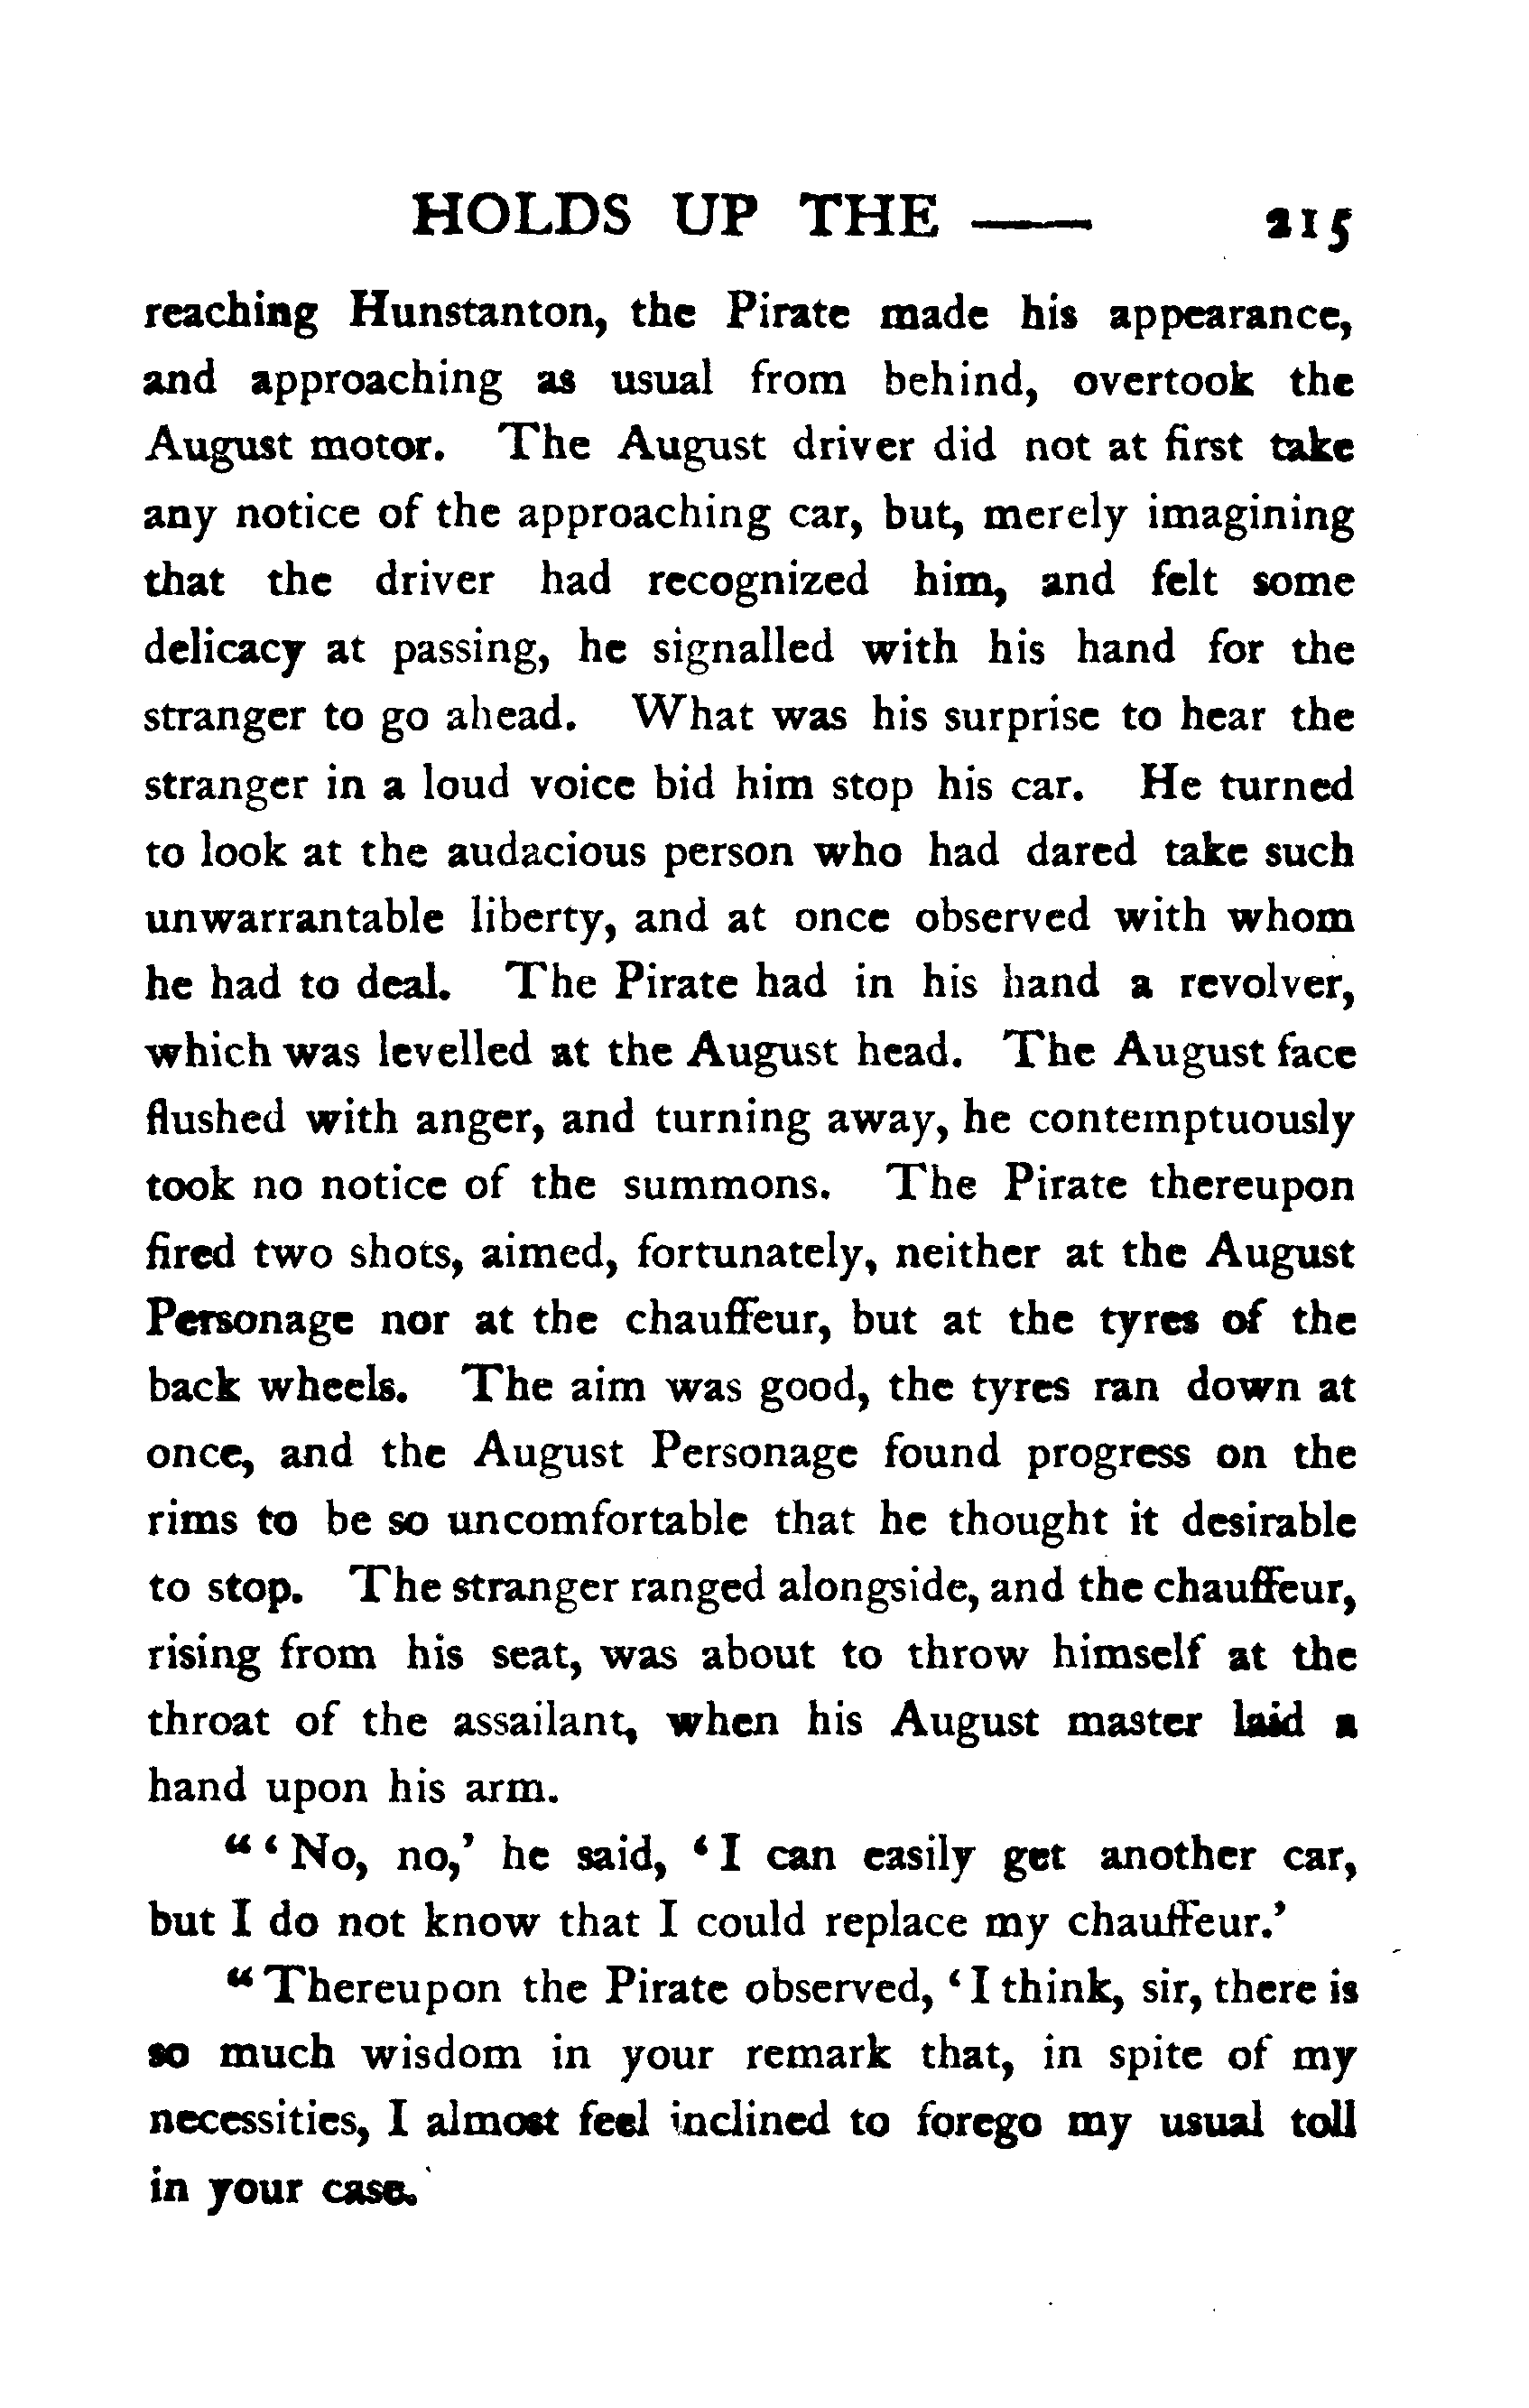 HOLDS UP THE —— 215
reaching Hunstanton, the Pirate made his appearance,
and approaching as usual from behind, overtook the
August motor. The August driver did not at first take
any notice of the approaching car, but, merely imagining
that the driver had recognized him, and felt some
delicacy at passing, he signalled with his hand for the
stranger to go ahead. What was his surprise to hear the
stranger in a loud voice bid him stop his car. He turned
to look at the audacious person who had dared take such
unwarrantable liberty, and at once observed with whom
he had to deal. The Pirate had in his hand a revolver,
which was levelled at the August head. The August face
flushed with anger, and turning away, he contemptuously
took no notice of the summons. The Pirate thereupon
fired two shots, aimed, fortunately, neither at the August
Personage nor at the chauffeur, but at the tyres of the
back wheels. The aim was good, the tyres ran down at
once, and the August Personage found progress on the
rims to be so uncomfortable that he thought it desirable
to stop. The stranger ranged alongside, and the chauffeur,
rising from his seat, was about to throw himself at the
throat of the assailant, when his August master laid a
hand upon his arm.
“‘No, no,’ he said, ‘I can easily get another car,
but I do not know that I could replace my chauffeur.’
“Thereupon the Pirate observed, ‘I think, sir, there is
so much wisdom in your remark that, in spite of my
necessities, I almost feel inclined to forego my usual toll
in your case.